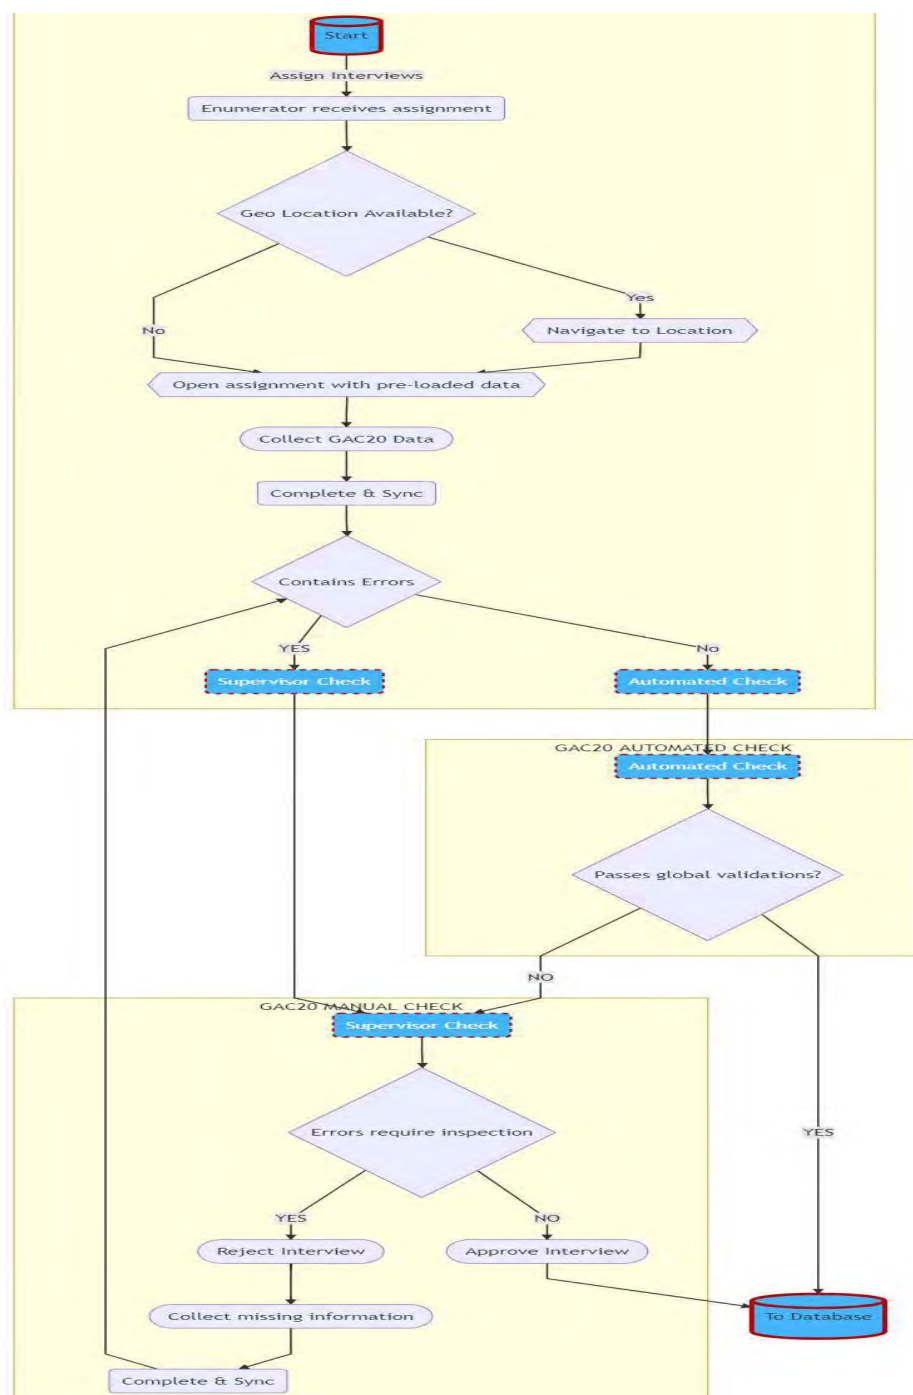 Start
Assign Interviews
Enumerator receives assignment
Geo Location Available?
Yes
No
Navigate to Location
Open assignment with pre-loaded data
Collect GAC20 Data
Complete & Sync
Contains Errors
YES
No
Supervisor Check
Automated Check
GAC20 AUTOMATED CHECK
Automated Check
Passes global validations?
NO
GAC20 MANUAL CHECK
Supervisor Check
Errors require inspection
YES
YES
NO
Reject Interview
Approve Interview
Collect missing information
To Database
Complete & Sync